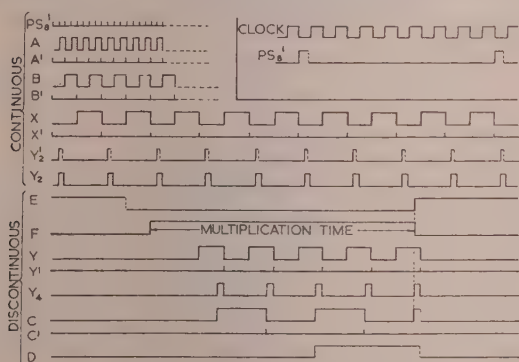 PS₈'
A
A'
B
B'
X
X'
Y₂'
Y₂
CONTINUOUS
CLOCK
PS₈'
E
F
MULTIPLICATION TIME
Y
Y'
Y₄
C
C'
D
DISCONTINUOUS